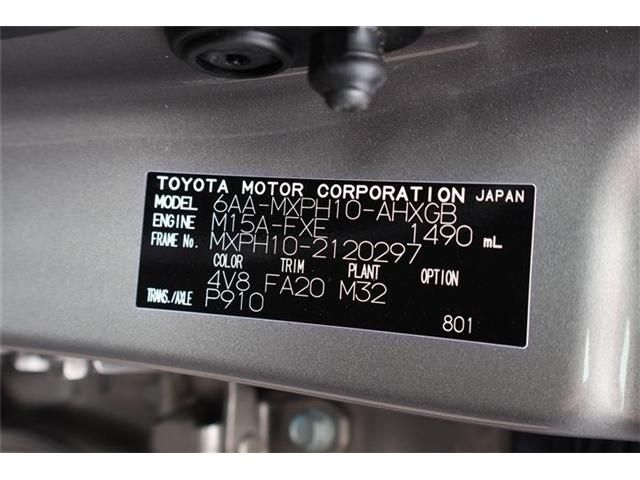 TOYOTA MOTOR CORPORATION JAPAN
MODEL 6AA-MXPH10-AHXGB
ENGINE M15A-FXE 1490 mL
FRAME No. MXPH10-2120297
COLOR TRIM PLANT OPTION
4V8 FA20 M32
TRANS./AXLE P910
801